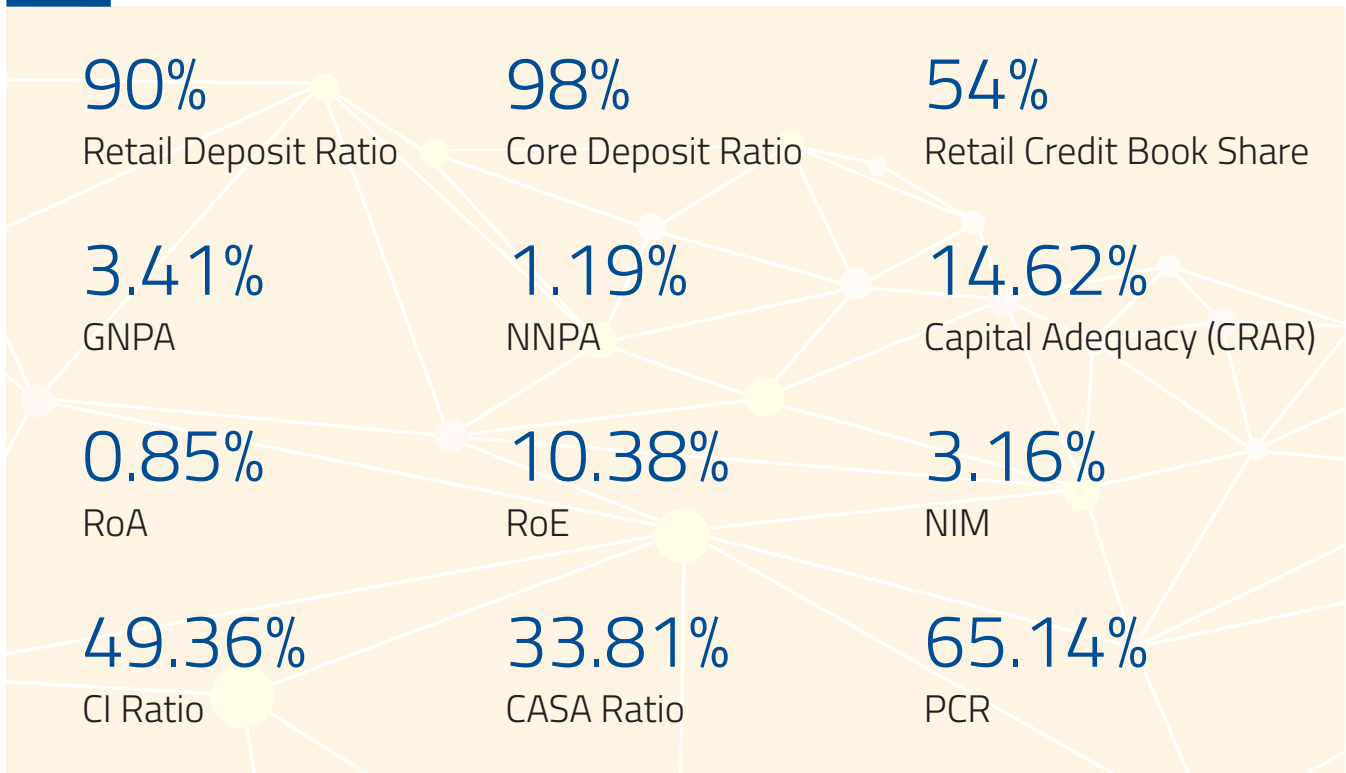 90%
98%
54%
Retail Deposit Ratio
Core Deposit Ratio
Retail Credit Book Share
3.41%
1.19%
14.62%
GNPA
NNPA
Capital Adequacy (CRAR)
0.85%
10.38%
3.16%
RoA
RoE
NIM
49.36%
33.81%
65.14%
CI Ratio
CASA Ratio
PCR